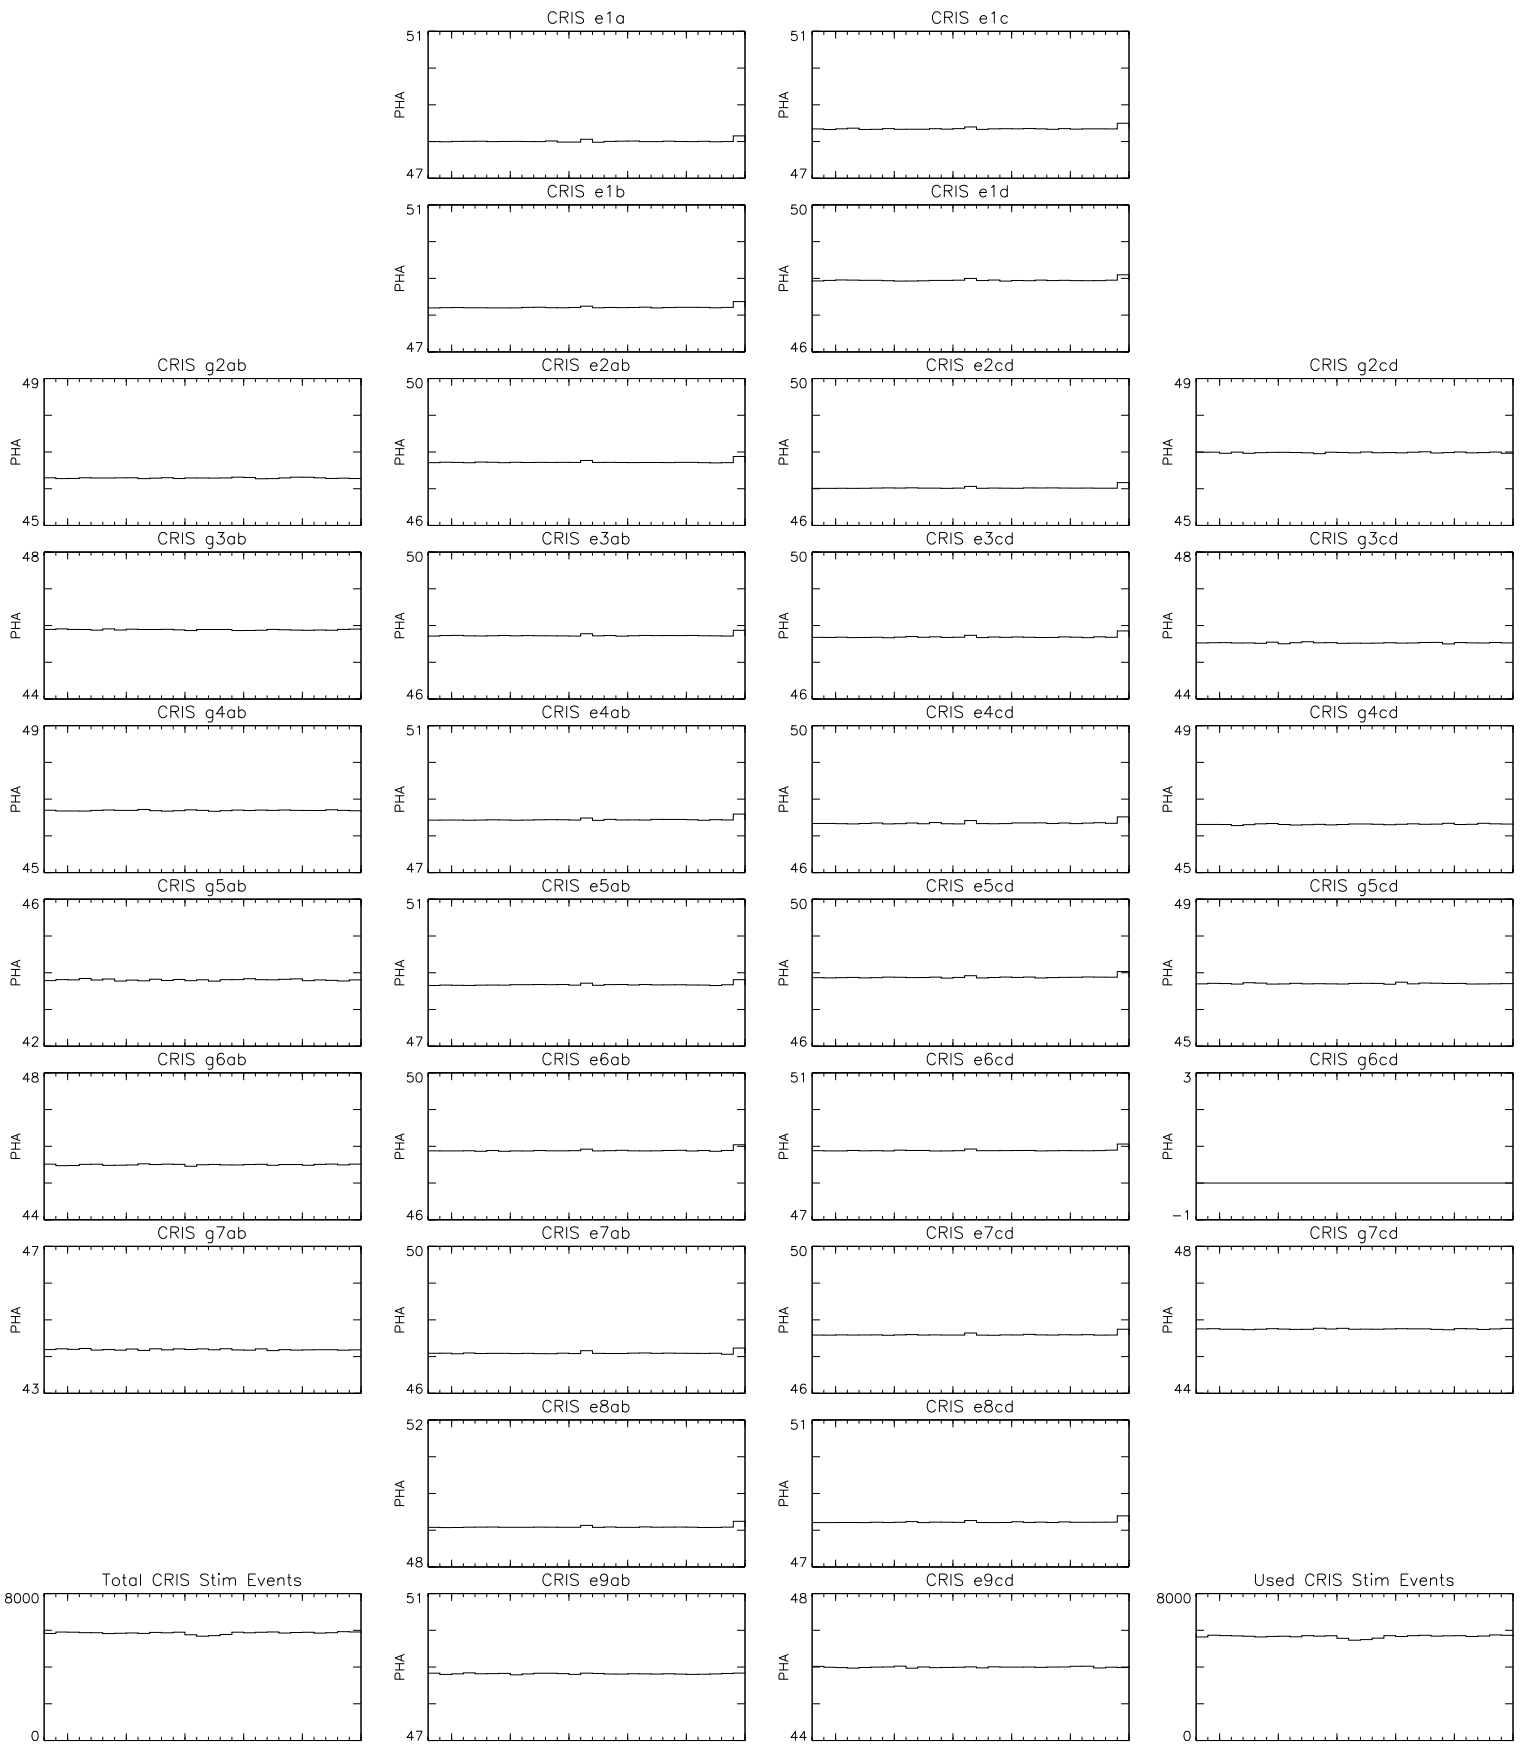 CRIS e1a
CRIS e1c
51
PHA
47
51
PHA
47
CRIS e1b
CRIS e1d
51
PHA
47
50
PHA
46
CRIS g2ab
CRIS e2ab
CRIS e2cd
CRIS g2cd
49
PHA
45
50
PHA
46
50
PHA
46
49
PHA
45
CRIS g3ab
CRIS e3ab
CRIS e3cd
CRIS g3cd
48
PHA
44
50
PHA
46
50
PHA
46
48
PHA
44
CRIS g4ab
CRIS e4ab
CRIS e4cd
CRIS g4cd
49
PHA
45
51
PHA
47
50
PHA
46
49
PHA
45
CRIS g5ab
CRIS e5ab
CRIS e5cd
CRIS g5cd
46
PHA
42
51
PHA
47
50
PHA
46
49
PHA
45
CRIS g6ab
CRIS e6ab
CRIS e6cd
CRIS g6cd
48
PHA
44
50
PHA
46
51
PHA
47
3
PHA
-1
CRIS g7ab
CRIS e7ab
CRIS e7cd
CRIS g7cd
47
PHA
43
50
PHA
46
50
PHA
46
48
PHA
44
CRIS e8ab
CRIS e8cd
52
PHA
48
51
PHA
47
Total CRIS Stim Events
CRIS e9ab
CRIS e9cd
Used CRIS Stim Events
8000
0
51
PHA
47
48
PHA
44
8000
0